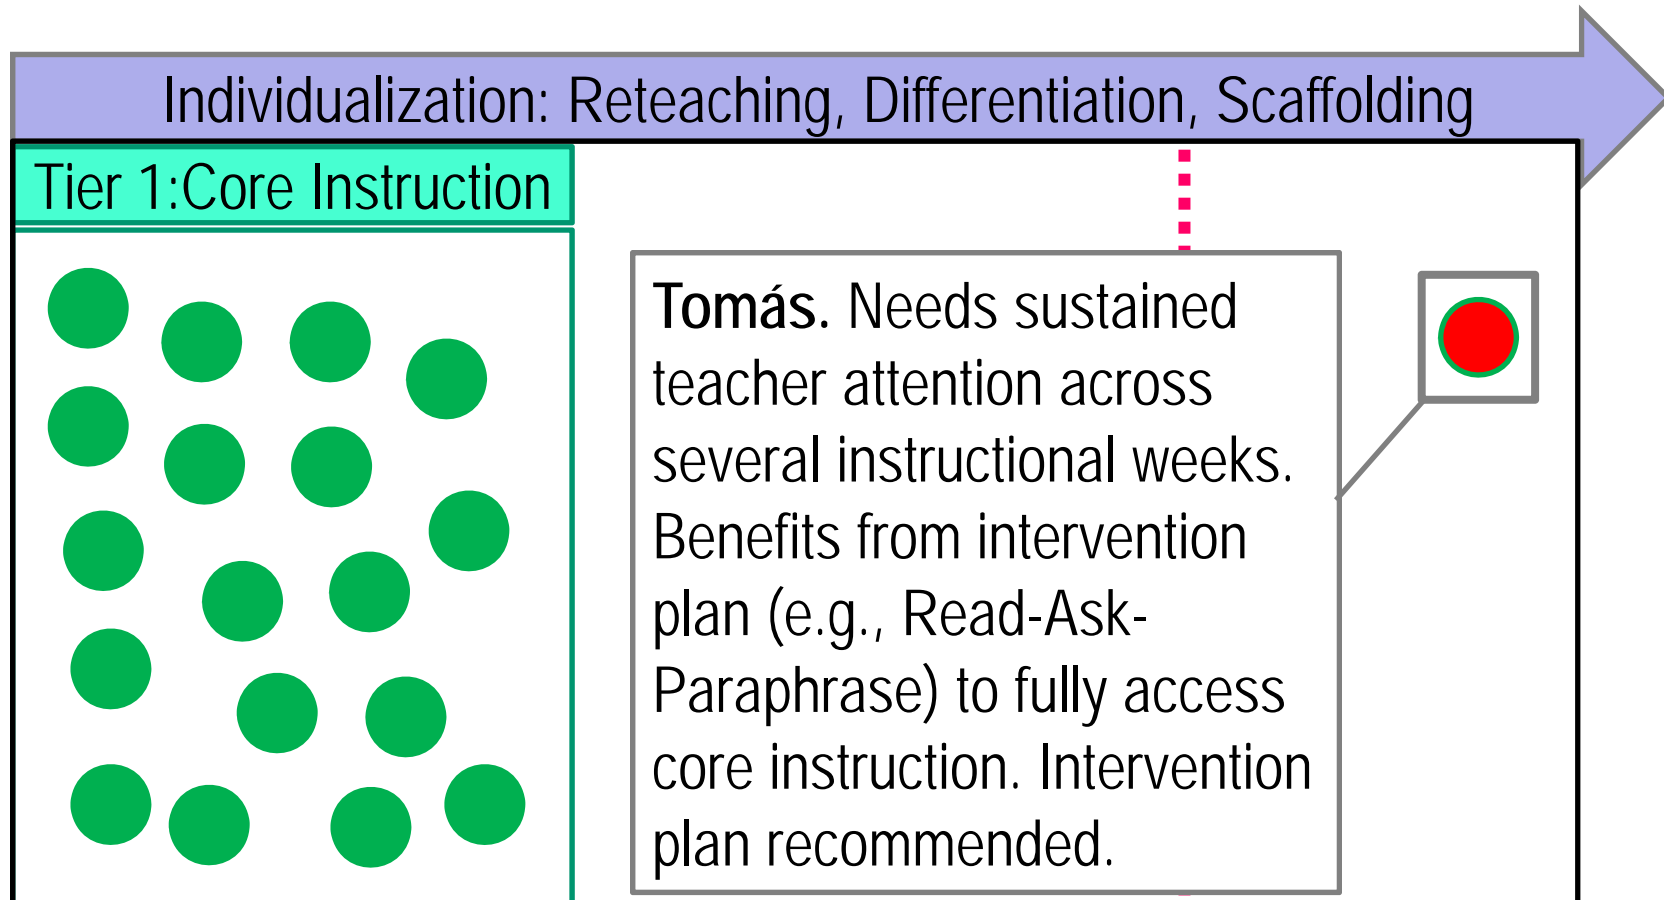 Individualization: Reteaching, Differentiation, Scaffolding
Tier 1:Core Instruction
Tomás. Needs sustained
teacher attention across
several instructional weeks.
Benefits from intervention
plan (e.g., Read-Ask-
Paraphrase) to fully access
core instruction. Intervention
plan recommended.